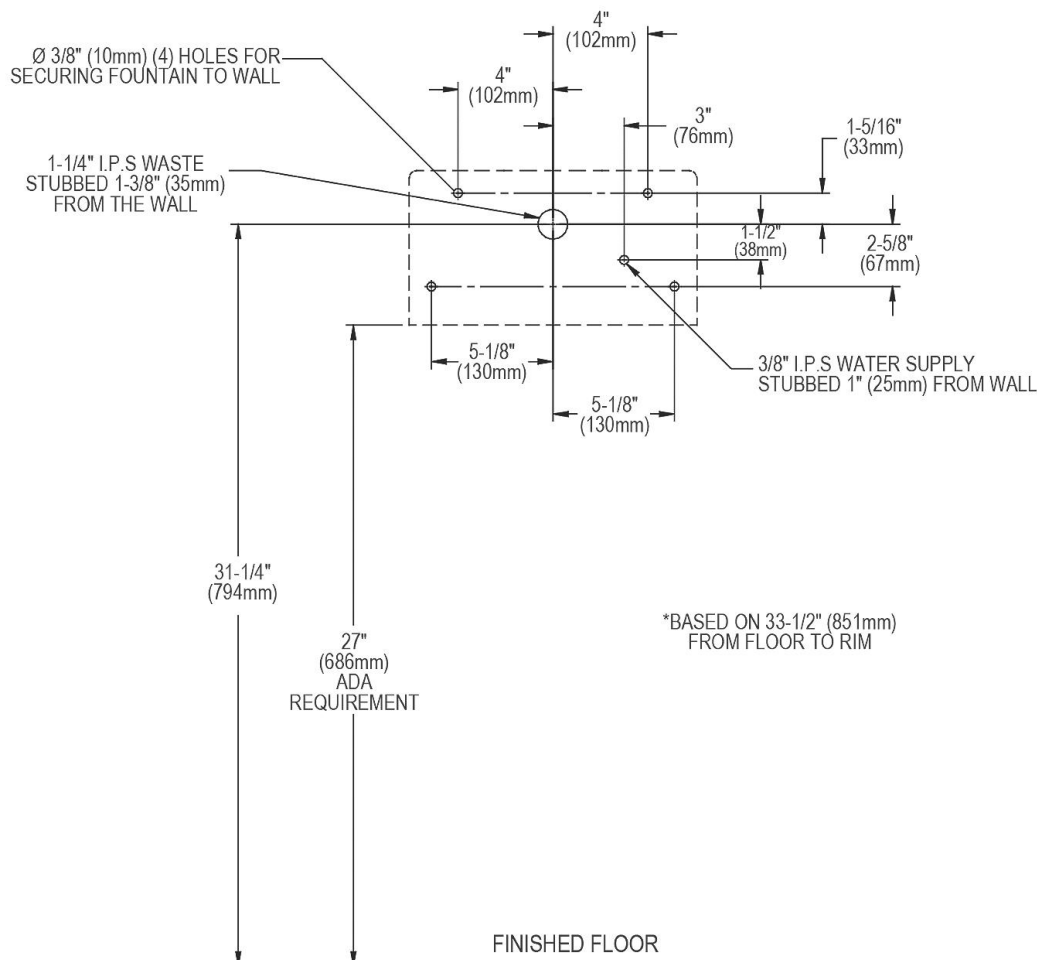 4"
(102mm)
Ø 3/8" (10mm) (4) HOLES FOR
SECURING FOUNTAIN TO WALL
4"
(102mm)
3"
(76mm)
1-5/16"
(33mm)
1-1/4" I.P.S WASTE
STUBBED 1-3/8" (35mm)
FROM THE WALL
1-1/2"
(38mm)
2-5/8"
(67mm)
5-1/8"
(130mm)
3/8" I.P.S WATER SUPPLY
STUBBED 1" (25mm) FROM WALL
5-1/8"
(130mm)
31-1/4"
(794mm)
*BASED ON 33-1/2" (851mm)
FROM FLOOR TO RIM
27"
(686mm)
ADA
REQUIREMENT
FINISHED FLOOR